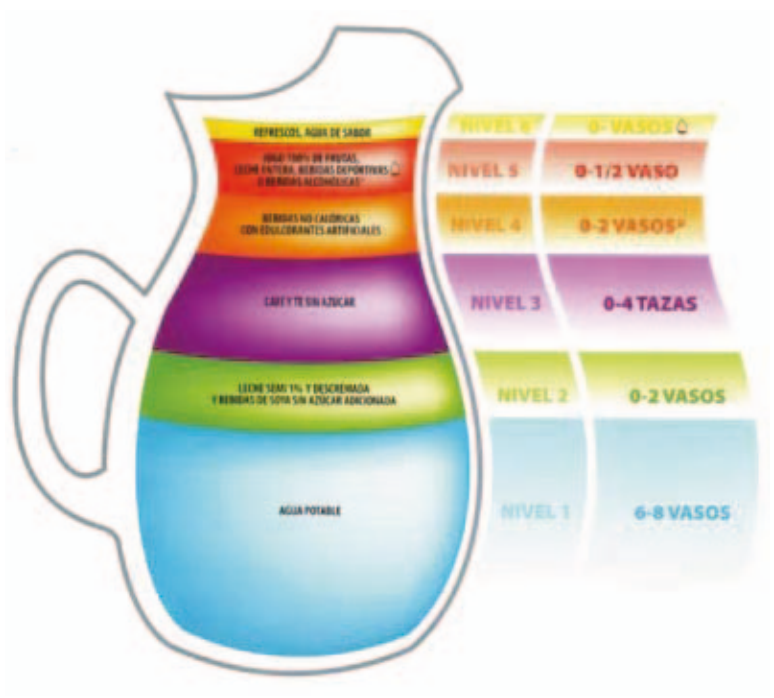 REFRESCOS, AGUA DE SABOR
NIVEL 6
0- VASOS
JUGO 100% DE FRUTAS,
LECHE ENTERA, BEBIDAS DEPORTIVAS
O BEBIDAS ALCOHÓLICAS*
NIVEL 5
0-1/2 VASO
BEBIDAS NO CALÓRICAS
CON EDULCORANTES ARTIFICIALES
NIVEL 4
0-2 VASOS*
CAFÉ Y TÉ SIN AZÚCAR
NIVEL 3
0-4 TAZAS
LECHE SEMI 1% Y DESCREMADA
Y BEBIDAS DE SOYA SIN AZÚCAR ADICIONADA
NIVEL 2
0-2 VASOS
AGUA POTABLE
NIVEL 1
6-8 VASOS